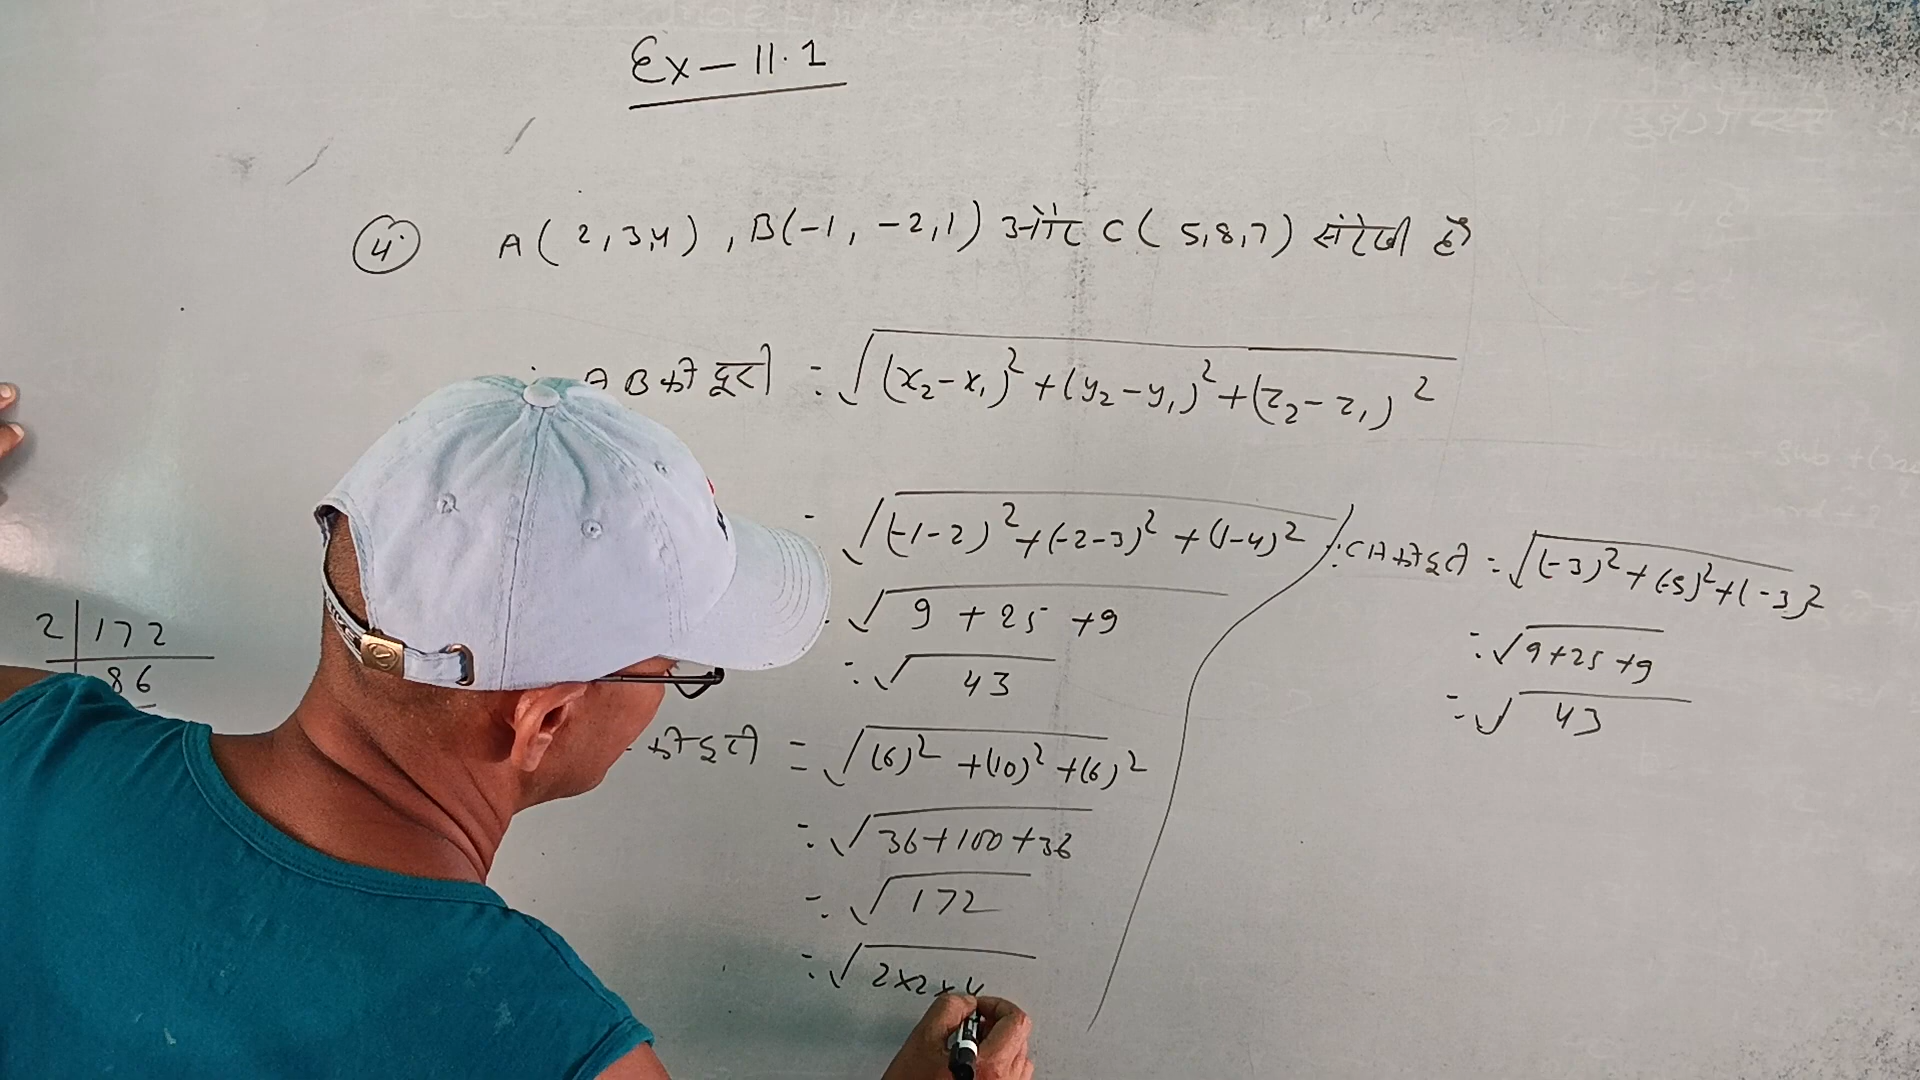 Ex – 11.1
4. A ( 2,3,4 ) , B(-1, -2,1) और C ( 5,8,7 ) संरेखी है
∴ A B की दूरी = √(x₂-x₁)² + (y₂-y₁)² + (z₂-z₁)²
= √(-1-2)² + (-2-3)² + (1-4)²
= √9 + 25 + 9
= √43
की दूरी = √(6)² + (10)² + (6)²
= √36+100+36
= √172
= √2×2×4
∴ CA की दूरी = √(-3)² + (-5)² + (-3)²
= √9+25+9
= √43
2 | 172
86